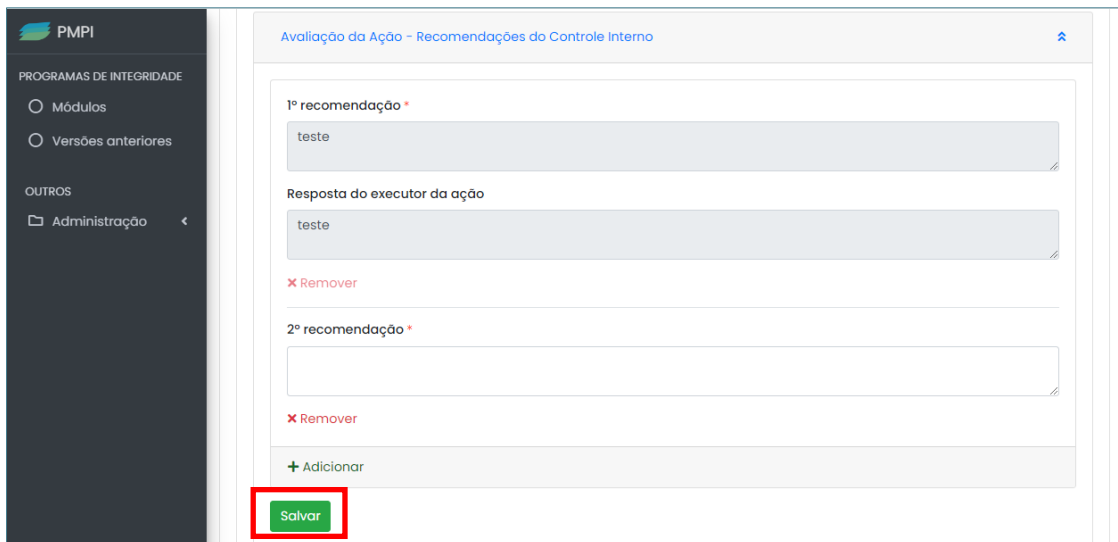 PMPI
PROGRAMAS DE INTEGRIDADE
Módulos
Versões anteriores
OUTROS
Administração
Avaliação da Ação - Recomendações do Controle Interno
1º recomendação *
teste
Resposta do executor da ação
teste
Remover
2º recomendação *
Remover
Adicionar
Salvar